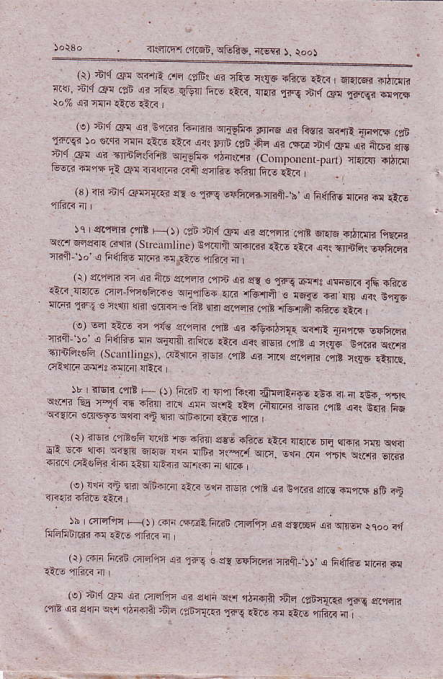 ১০২৪০ বাংলাদেশ গেজেট, অতিরিক্ত, নভেম্বর ১, ২০০১
(২) স্টার্ণ ফ্রেম অবশ্যই শেল প্লেটিং এর সহিত সংযুক্ত করিতে হইবে। জাহাজের কাঠামোর
মধ্যে, স্টার্ণ ফ্রেম প্লেট এর সহিত জুড়িয়া দিতে হইবে, যাহার পুরুত্ব স্টার্ণ ফ্রেম পুরুত্বের কমপক্ষে
২০% এর সমান হইতে হইবে।
(৩) স্টার্ণ ফ্রেম এর উপরের কিনারার আনুভূমিক ফ্ল্যানজ এর বিস্তার অবশ্যই ন্যূনপক্ষে প্লেট
পুরুত্বের ১০ গুণের সমান হইতে হইবে এবং ফ্ল্যাট প্লেট কীল এর ক্ষেত্রে স্টার্ণ ফ্রেম এর নীচের প্রান্ত
স্টার্ণ ফ্রেম এর স্ক্যান্টলিংবিশিষ্ট আনুভূমিক গঠনাংশের (Component-part) সাহায্যে কাঠামো
ভিতরে কমপক্ষ দুই ফ্রেম ব্যবধানের বেশী প্রসারিত করিয়া দিতে হইবে।
(৪) বার স্টার্ণ ফ্রেমসমূহের প্রস্থ ও পুরুত্ব তফসিলের সারণী-'৯' এ নির্ধারিত মানের কম হইতে
পারিবে না।
১৭। প্রপেলার পোষ্ট।—(১) প্লেট স্টার্ণ ফ্রেম এর প্রপেলার পোষ্ট জাহাজ কাঠামোর পিছনের
অংশে জলপ্রবাহ রেখার (Streamline) উপযোগী আকারের হইতে হইবে এবং স্ক্যান্টলিং তফসিলের
সারণী-'১০' এ নির্ধারিত মানের কম হইতে পারিবে না।
(২) প্রপেলার বস এর নীচে প্রপেলার পোস্ট এর প্রস্থ ও পুরুত্ব ক্রমশঃ এমনভাবে বৃদ্ধি করিতে
হইবে যাহাতে সোল-পিসগুলিকেও আনুপাতিক হারে শক্তিশালী ও মজবুত করা যায় এবং উপযুক্ত
মানের পুরুত্ব ও সংখ্যা দ্বারা ওয়েবস ও বিষ্ট দ্বারা প্রপেলার পোষ্ট শক্তিশালী করিতে হইবে।
(৩) তলা হইতে বস পর্যন্ত প্রপেলার পোষ্ট এর কড়িকাঠসমূহ অবশ্যই ন্যূনপক্ষে তফসিলের
সারণী-'১০' এ নির্ধারিত মান অনুযায়ী রাখিতে হইবে এবং রাডার পোষ্ট এ সংযুক্ত উপরের অংশের
স্ক্যান্টলিংগুলি (Scantlings), যেইখানে রাডার পোষ্ট এর সাথে প্রপেলার পোষ্ট সংযুক্ত হইয়াছে,
সেইখানে ক্রমশঃ কমানো যাইবে।
১৮। রাডার পোষ্ট।— (১) নিরেট বা ফাপা কিংবা স্ট্রীমলাইনকৃত হউক বা না হউক, পশ্চাৎ
অংশের ছিদ্র সম্পূর্ণ বন্ধ করিয়া রাখে এমন অংশই হইল নৌযানের রাডার পোষ্ট এবং উহার নিজ
অবস্থানে ওয়েল্ডকৃত অথবা বল্টু দ্বারা আটকানো হইতে পারে।
(২) রাডার পোষ্টগুলি যথেষ্ট শক্ত করিয়া প্রস্তুত করিতে হইবে যাহাতে চালু থাকার সময় অথবা
ড্রাই ডকে থাকা অবস্থায় জাহাজ যখন মাটির সংস্পর্শে আসে, তখন যেন পশ্চাৎ অংশের ভারের
কারণে সেইগুলির বাঁকা হইয়া যাইবার আশংকা না থাকে।
(৩) যখন বল্টু দ্বারা আটকানো হইবে তখন রাডার পোষ্ট এর উপরের প্রান্তে কমপক্ষে ৪টি বল্টু
ব্যবহার করিতে হইবে।
১৯। সোলপিস।—(১) কোন ক্ষেত্রেই নিরেট সোলপিস এর প্রস্থচ্ছেদ এর আয়তন ২৭০০ বর্গ
মিলিমিটারের কম হইতে পারিবে না।
(২) কোন নিরেট সোলপিস এর পুরুত্ব ও প্রস্থ তফসিলের সারণী-'১১' এ নির্ধারিত মানের কম
হইতে পারিবে না।
(৩) স্টার্ণ ফ্রেম এর সোলপিস এর প্রধান অংশ গঠনকারী স্টীল প্লেটসমূহের পুরুত্ব প্রপেলার
পোষ্ট এর প্রধান অংশ গঠনকারী স্টীল প্লেটসমূহের পুরুত্ব হইতে কম হইতে পারিবে না।